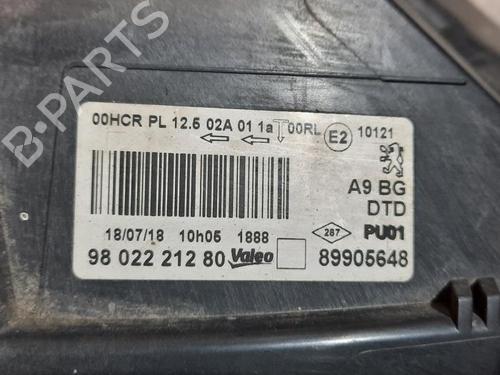 00HCR PL 12.5 02A 01 1a 00RL E2 10121
A9 BG
DTD
287 PU01
18/07/18 10h05 1888
98 022 212 80 Valeo 89905648
B-PARTS